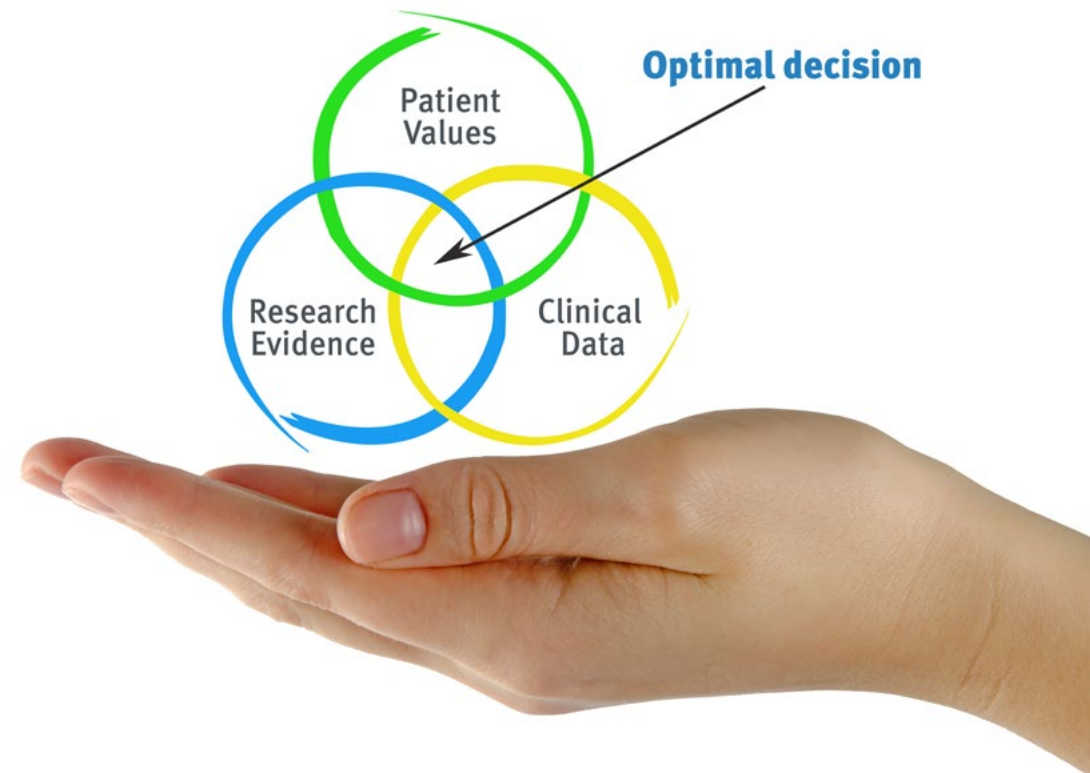 Optimal decision
Patient
Values
Research
Evidence
Clinical
Data